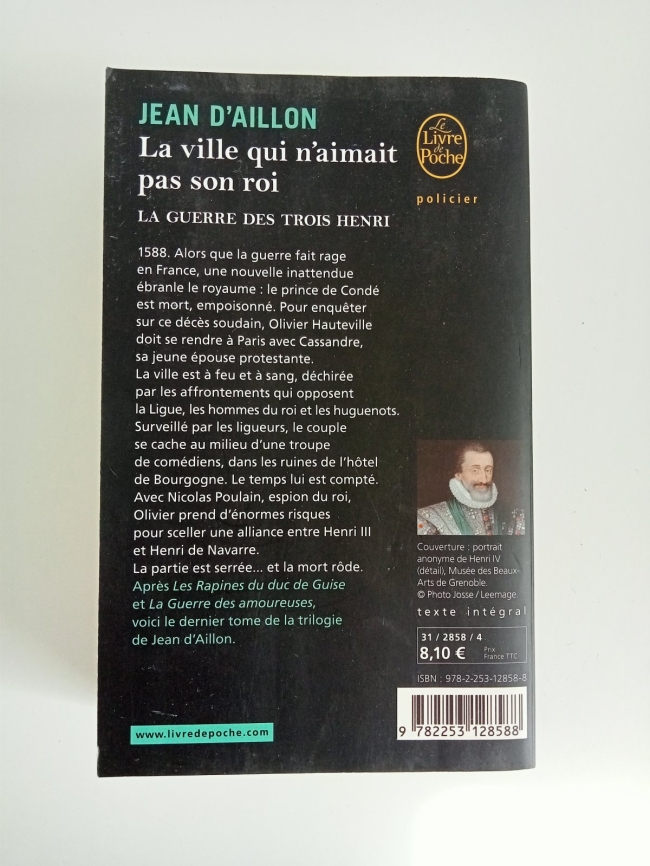 JEAN D'AILLON
La ville qui n'aimait
pas son roi
LA GUERRE DES TROIS HENRI
Le
Livre
de
Poche
policier
1588. Alors que la guerre fait rage
en France, une nouvelle inattendue
ébranle le royaume : le prince de Condé
est mort, empoisonné. Pour enquêter
sur ce décès soudain, Olivier Hauteville
doit se rendre à Paris avec Cassandre,
sa jeune épouse protestante.
La ville est à feu et à sang, déchirée
par les affrontements qui opposent
la Ligue, les hommes du roi et les huguenots.
Surveillé par les ligueurs, le couple
se cache au milieu d'une troupe
de comédiens, dans les ruines de l'hôtel
de Bourgogne. Le temps lui est compté.
Avec Nicolas Poulain, espion du roi,
Olivier prend d'énormes risques
pour sceller une alliance entre Henri III
et Henri de Navarre.
La partie est serrée... et la mort rôde.
Après Les Rapines du duc de Guise
et La Guerre des amoureuses,
voici le dernier tome de la trilogie
de Jean d'Aillon.
Couverture : portrait
anonyme de Henri IV
(détail), Musée des Beaux-
Arts de Grenoble.
© Photo Josse / Leemage.
texte intégral
31 / 2858 / 4
8,10 € Prix
France TTC
ISBN : 978-2-253-12858-8
9 782253 128588
www.livredepoche.com